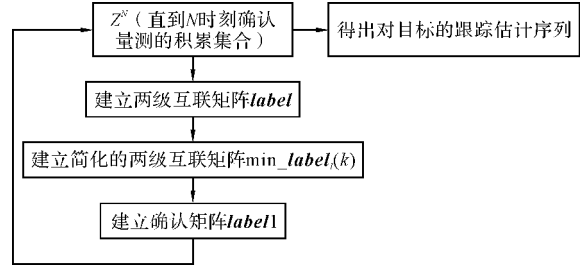 Z^N（直到N时刻确认
量测的积累集合）
得出对目标的跟踪估计序列
建立两级互联矩阵label
建立简化的两级互联矩阵min_label_l(k)
建立确认矩阵label1